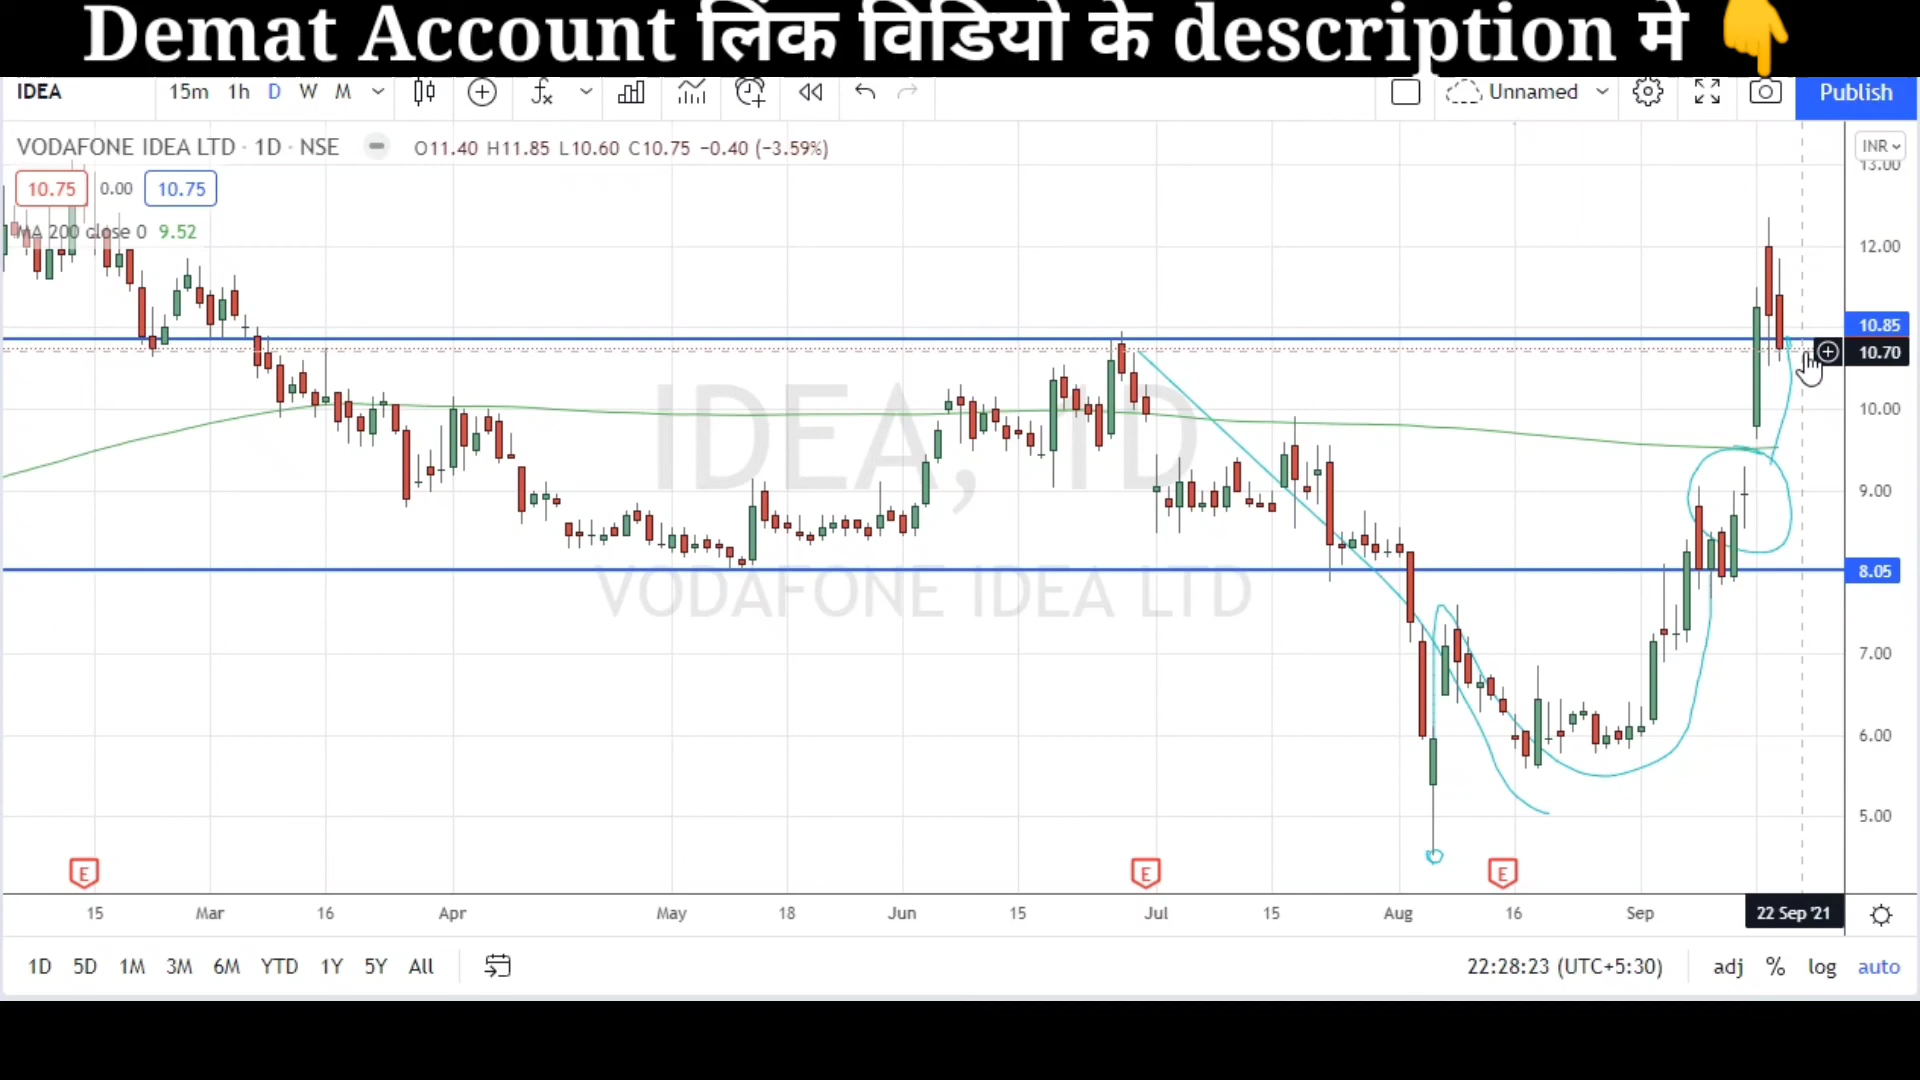 Demat Account लिंक विडियो के description मे
IDEA 15m 1h D W M Unnamed Publish
VODAFONE IDEA LTD · 1D · NSE O11.40 H11.85 L10.60 C10.75 −0.40 (−3.59%) INR
13.00
10.75 0.00 10.75
MA 200 close 0 9.52
12.00
10.85
10.70
10.00
IDEA, 1D
9.00
8.05
VODAFONE IDEA LTD
7.00
6.00
5.00
E E E
15 Mar 16 Apr May 18 Jun 15 Jul 15 Aug 16 Sep 22 Sep '21
1D 5D 1M 3M 6M YTD 1Y 5Y All 22:28:23 (UTC+5:30) adj % log auto